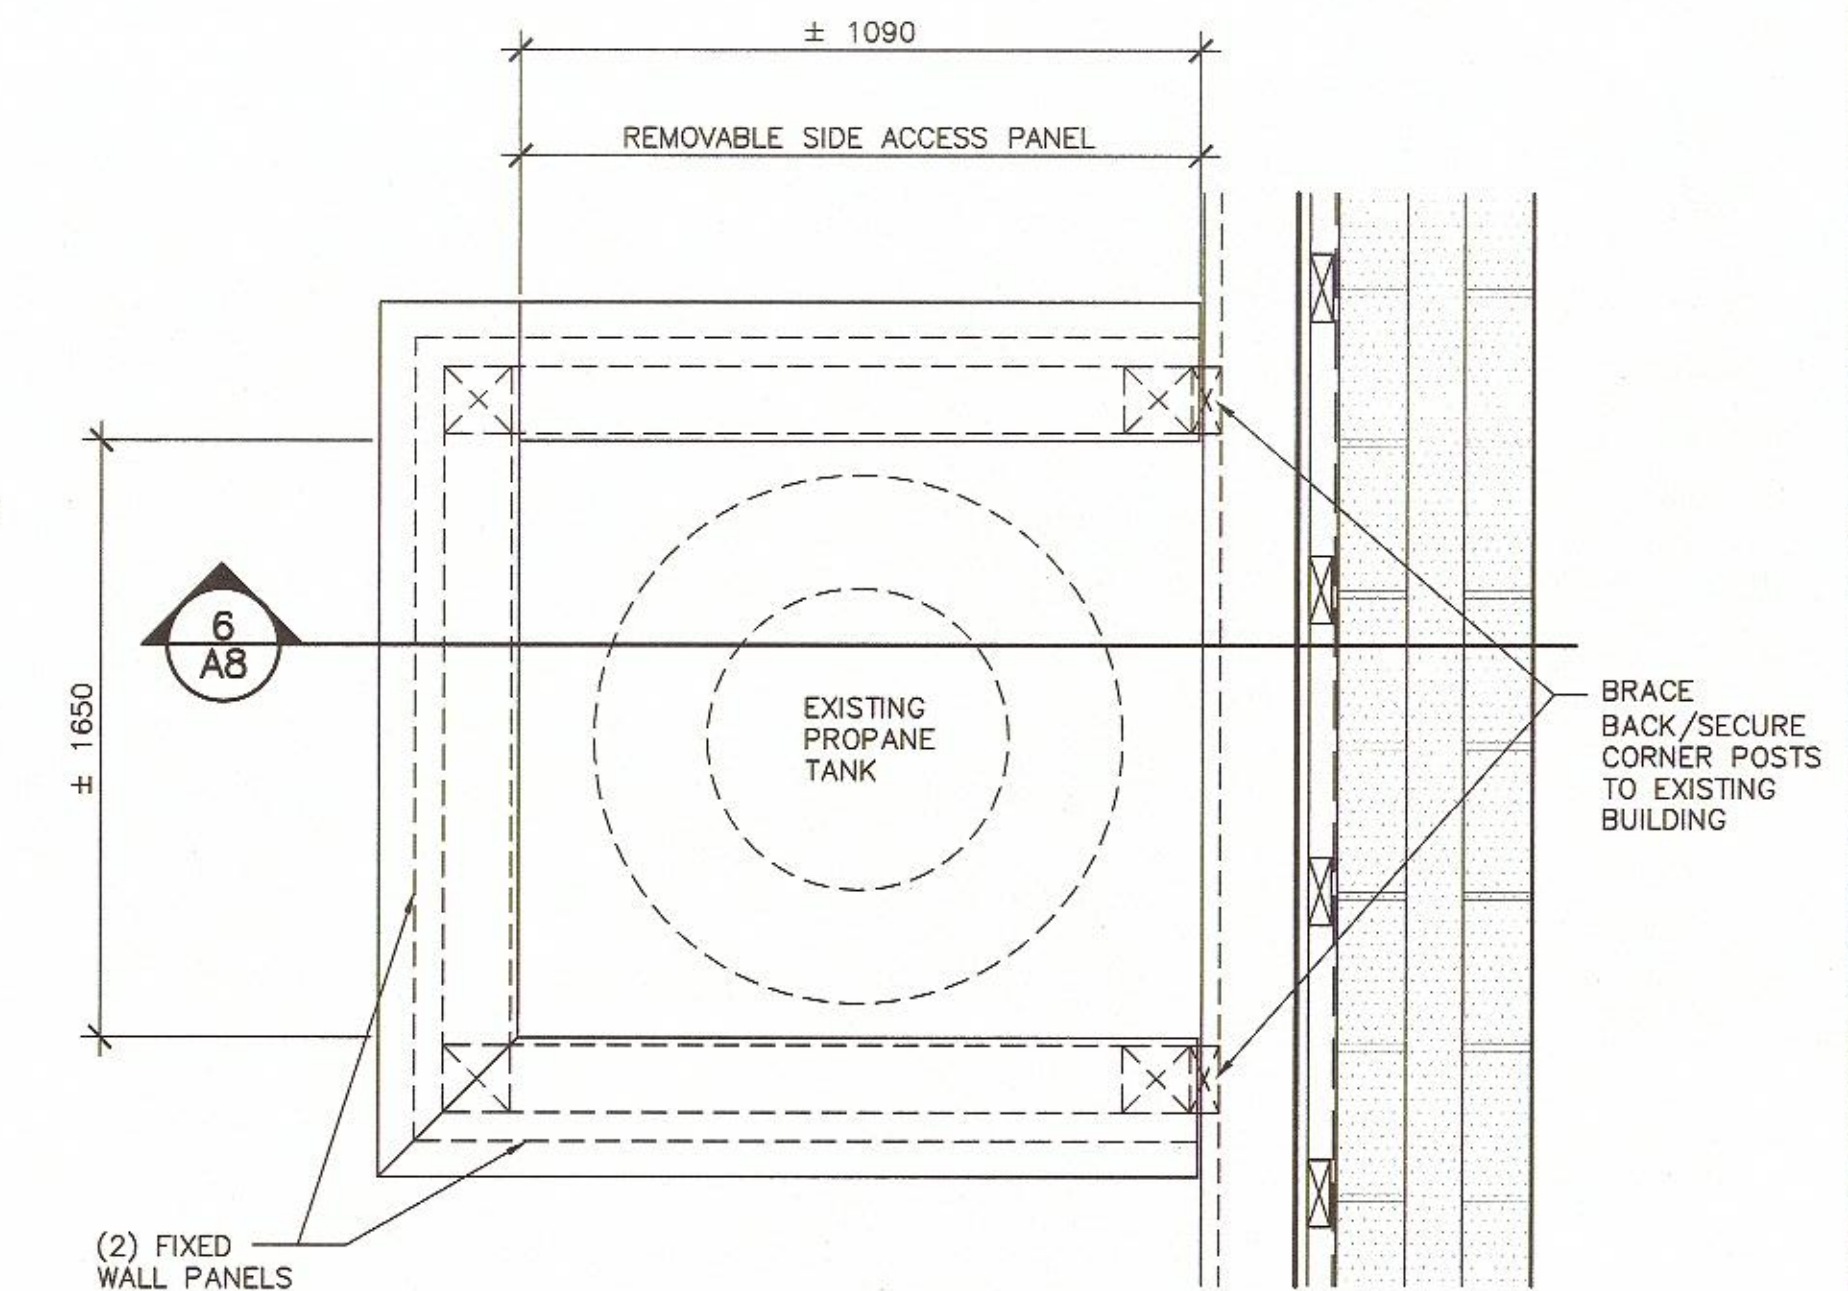 ± 1090
REMOVABLE SIDE ACCESS PANEL
6
A8
± 1650
EXISTING
PROPANE
TANK
BRACE
BACK/SECURE
CORNER POSTS
TO EXISTING
BUILDING
(2) FIXED
WALL PANELS